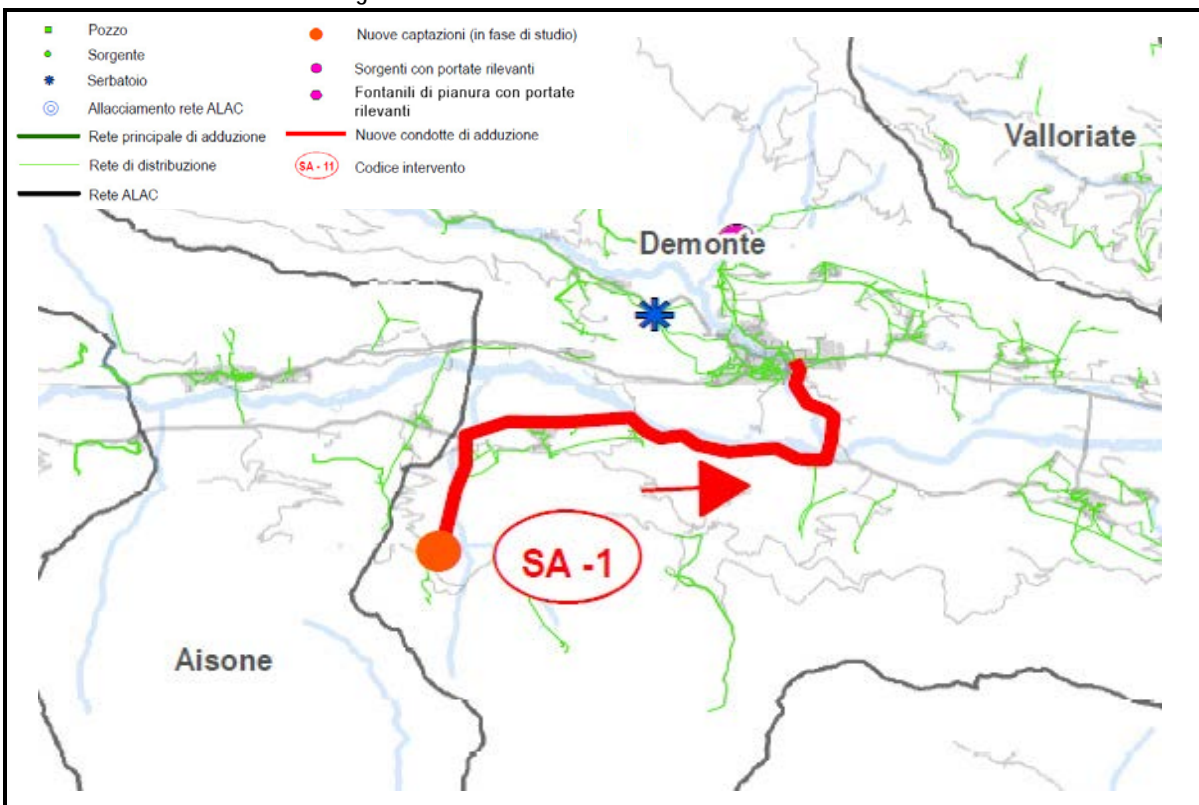 Pozzo
Sorgente
Serbatoio
Allacciamento rete ALAC
Rete principale di adduzione
Rete di distribuzione
Rete ALAC
Nuove captazioni (in fase di studio)
Sorgenti con portate rilevanti
Fontanili di pianura con portate
rilevanti
Nuove condotte di adduzione
SA - 11 Codice intervento
Valloriate
Demonte
SA -1
Aisone